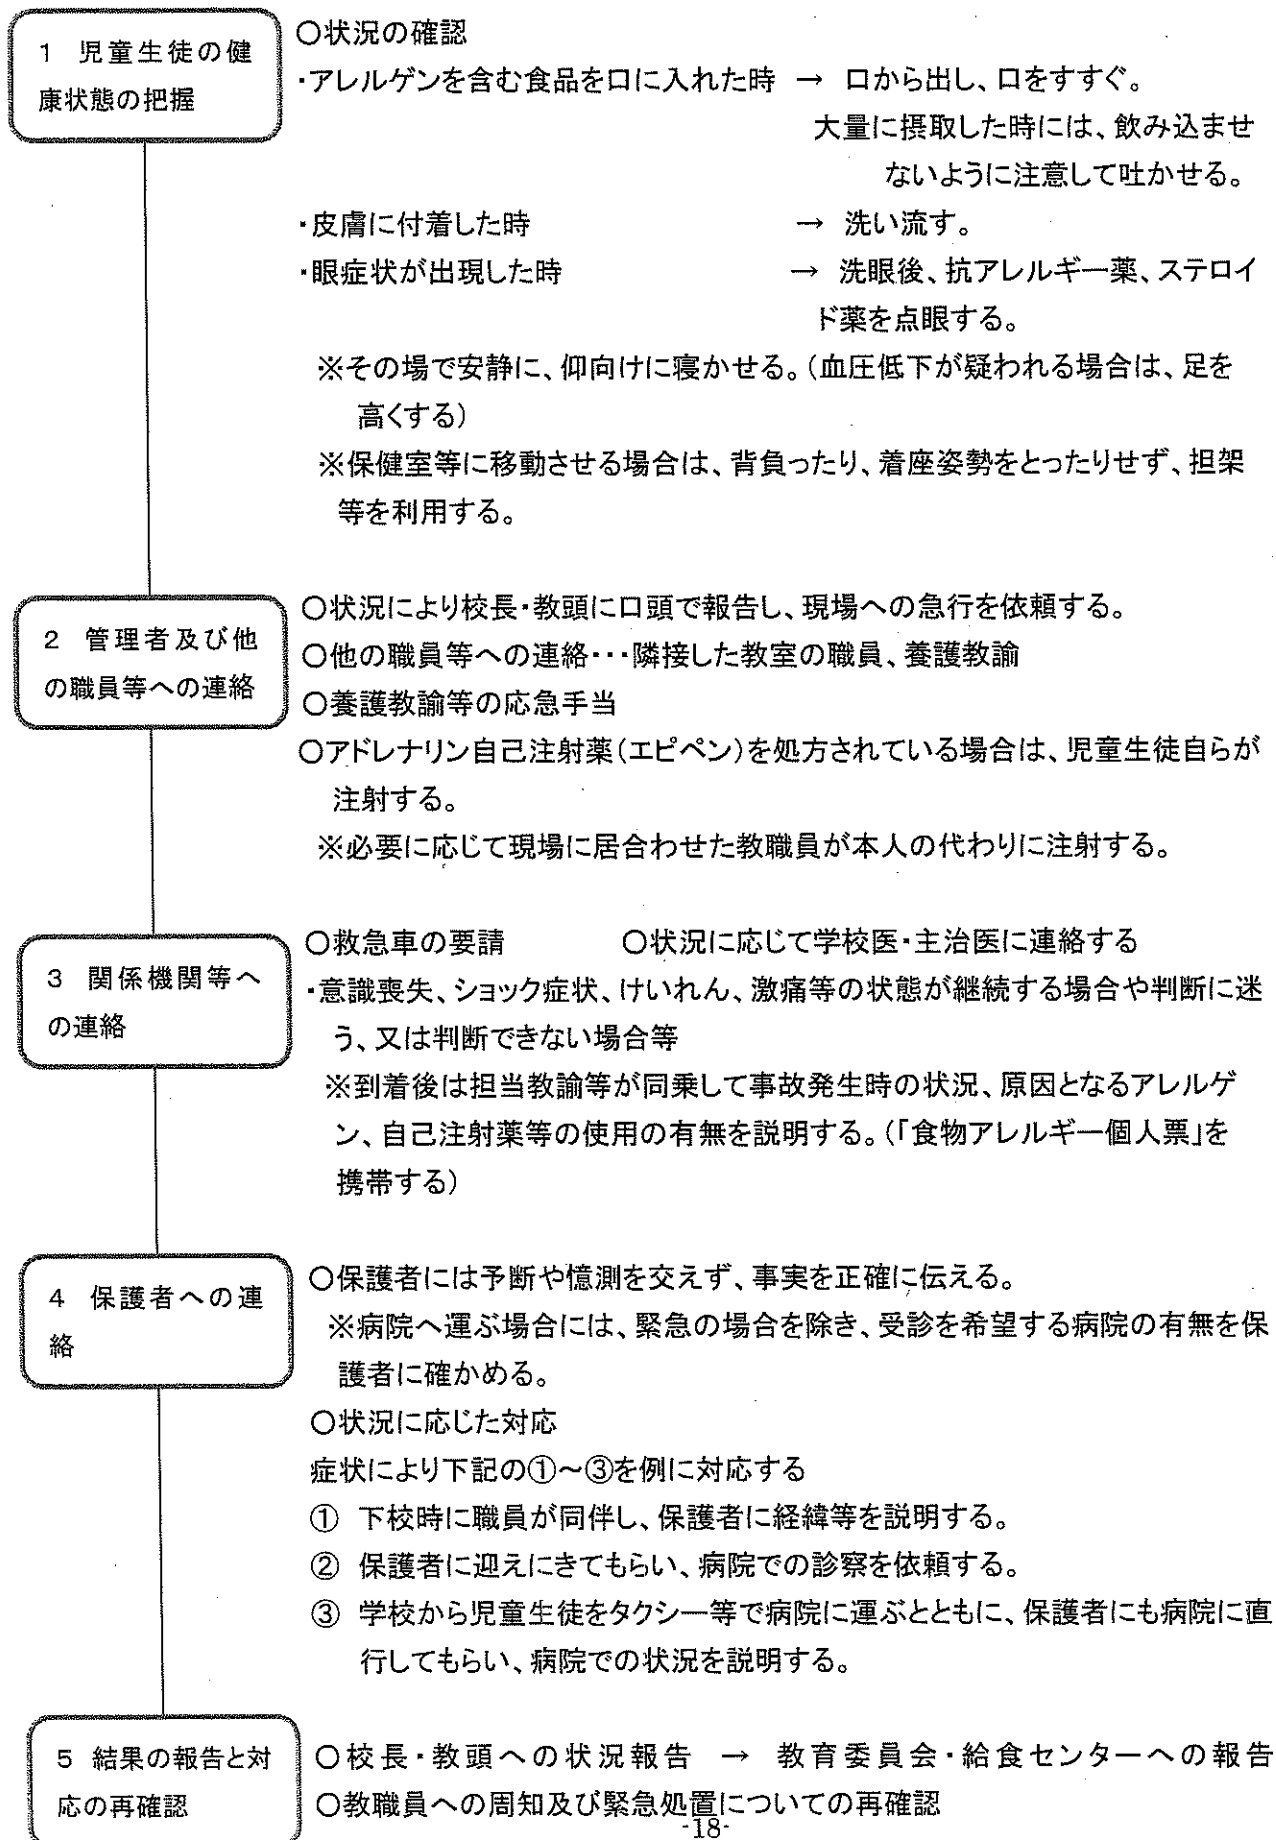 1 児童生徒の健
康状態の把握
○状況の確認
・アレルゲンを含む食品を口に入れた時 → 口から出し、口をすすぐ。
大量に摂取した時には、飲み込ませ
ないように注意して吐かせる。
・皮膚に付着した時 → 洗い流す。
・眼症状が出現した時 → 洗眼後、抗アレルギー薬、ステロイ
ド薬を点眼する。
※その場で安静に、仰向けに寝かせる。(血圧低下が疑われる場合は、足を
高くする)
※保健室等に移動させる場合は、背負ったり、着座姿勢をとったりせず、担架
等を利用する。
2 管理者及び他
の職員等への連絡
○状況により校長・教頭に口頭で報告し、現場への急行を依頼する。
○他の職員等への連絡・・・隣接した教室の職員、養護教諭
○養護教諭等の応急手当
○アドレナリン自己注射薬(エピペン)を処方されている場合は、児童生徒自らが
注射する。
※必要に応じて現場に居合わせた教職員が本人の代わりに注射する。
3 関係機関等へ
の連絡
○救急車の要請 ○状況に応じて学校医・主治医に連絡する
・意識喪失、ショック症状、けいれん、激痛等の状態が継続する場合や判断に迷
う、又は判断できない場合等
※到着後は担当教諭等が同乗して事故発生時の状況、原因となるアレルゲ
ン、自己注射薬等の使用の有無を説明する。(「食物アレルギー個人票」を
携帯する)
4 保護者への連
絡
○保護者には予断や憶測を交えず、事実を正確に伝える。
※病院へ運ぶ場合には、緊急の場合を除き、受診を希望する病院の有無を保
護者に確かめる。
○状況に応じた対応
症状により下記の①~③を例に対応する
① 下校時に職員が同伴し、保護者に経緯等を説明する。
② 保護者に迎えにきてもらい、病院での診察を依頼する。
③ 学校から児童生徒をタクシー等で病院に運ぶとともに、保護者にも病院に直
行してもらい、病院での状況を説明する。
5 結果の報告と対
応の再確認
○校長・教頭への状況報告 → 教育委員会・給食センターへの報告
○教職員への周知及び緊急処置についての再確認
-18-